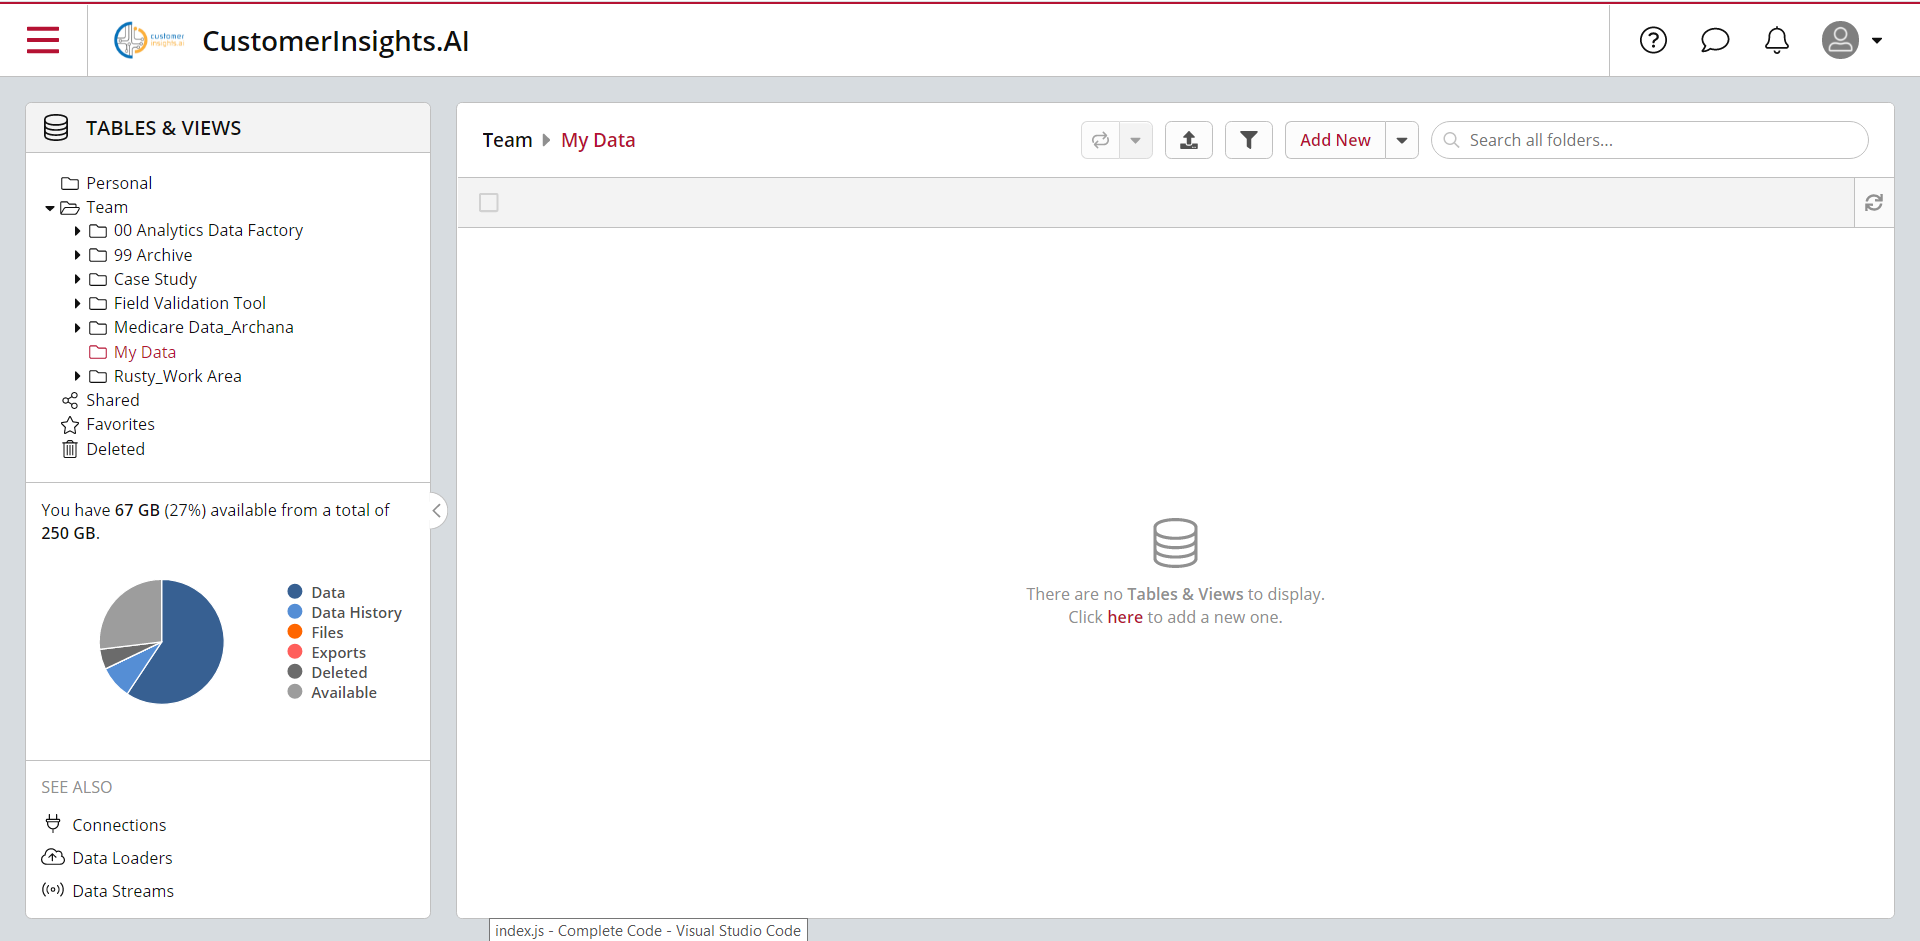 customer
insights.ai
CustomerInsights.AI
TABLES & VIEWS
Personal
Team
00 Analytics Data Factory
99 Archive
Case Study
Field Validation Tool
Medicare Data_Archana
My Data
Rusty_Work Area
Shared
Favorites
Deleted
You have 67 GB (27%) available from a total of
250 GB.
Data
Data History
Files
Exports
Deleted
Available
SEE ALSO
Connections
Data Loaders
Data Streams
Team My Data
Add New
Search all folders...
There are no Tables & Views to display.
Click here to add a new one.
index.js - Complete Code - Visual Studio Code